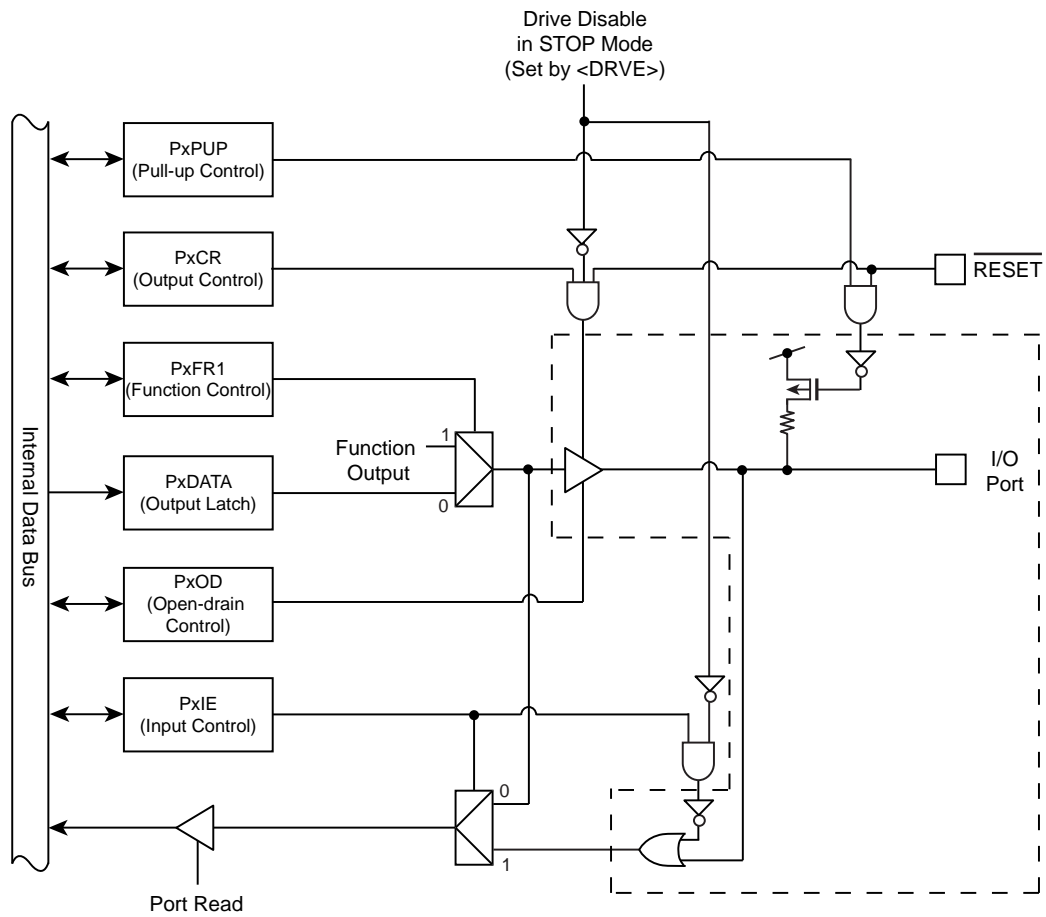 Drive Disable
in STOP Mode
(Set by <DRVE>)
PxPUP
(Pull-up Control)
PxCR
(Output Control)
RESET
PxFR1
(Function Control)
1
Function
Output
0
PxDATA
(Output Latch)
I/O
Port
Internal Data Bus
PxOD
(Open-drain
Control)
PxIE
(Input Control)
0
1
Port Read